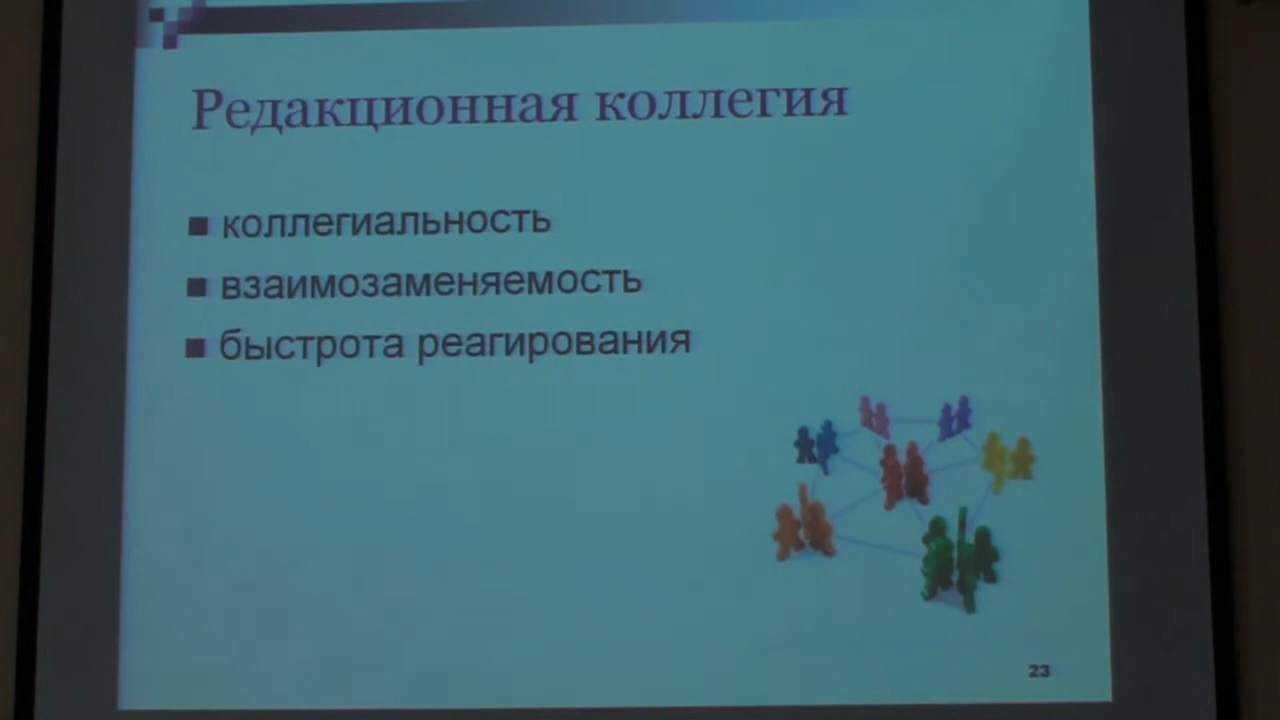 Редакционная коллегия
коллегиальность
взаимозаменяемость
быстрота реагирования
23